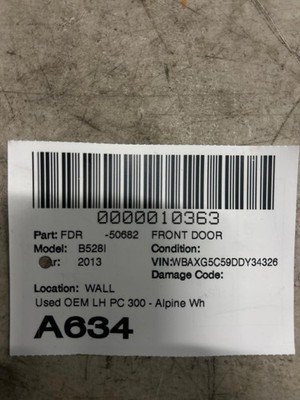 0000010363
Part: FDR -50682 FRONT DOOR
Model: B528I Condition:
ar: 2013 VIN:WBAXG5C59DDY34326
Damage Code:
Location: WALL
Used OEM LH PC 300 - Alpine Wh
A634